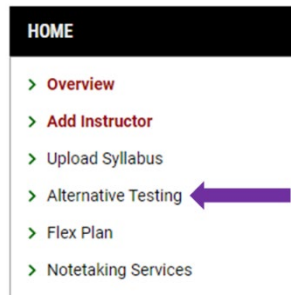 HOME
Overview
Add Instructor
Upload Syllabus
Alternative Testing
Flex Plan
Notetaking Services